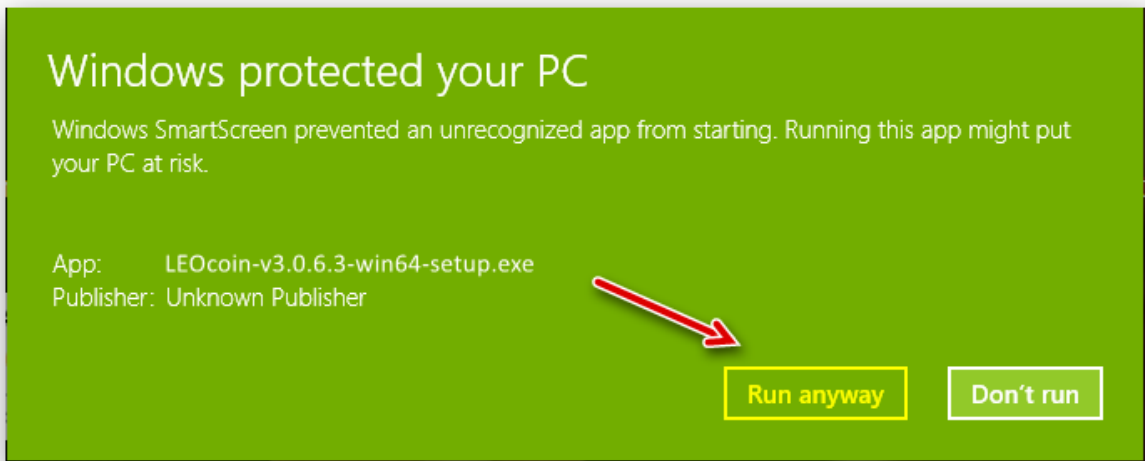 Windows protected your PC
Windows SmartScreen prevented an unrecognized app from starting. Running this app might put
your PC at risk.
App: LEOcoin-v3.0.6.3-win64-setup.exe
Publisher: Unknown Publisher
Run anyway Don't run